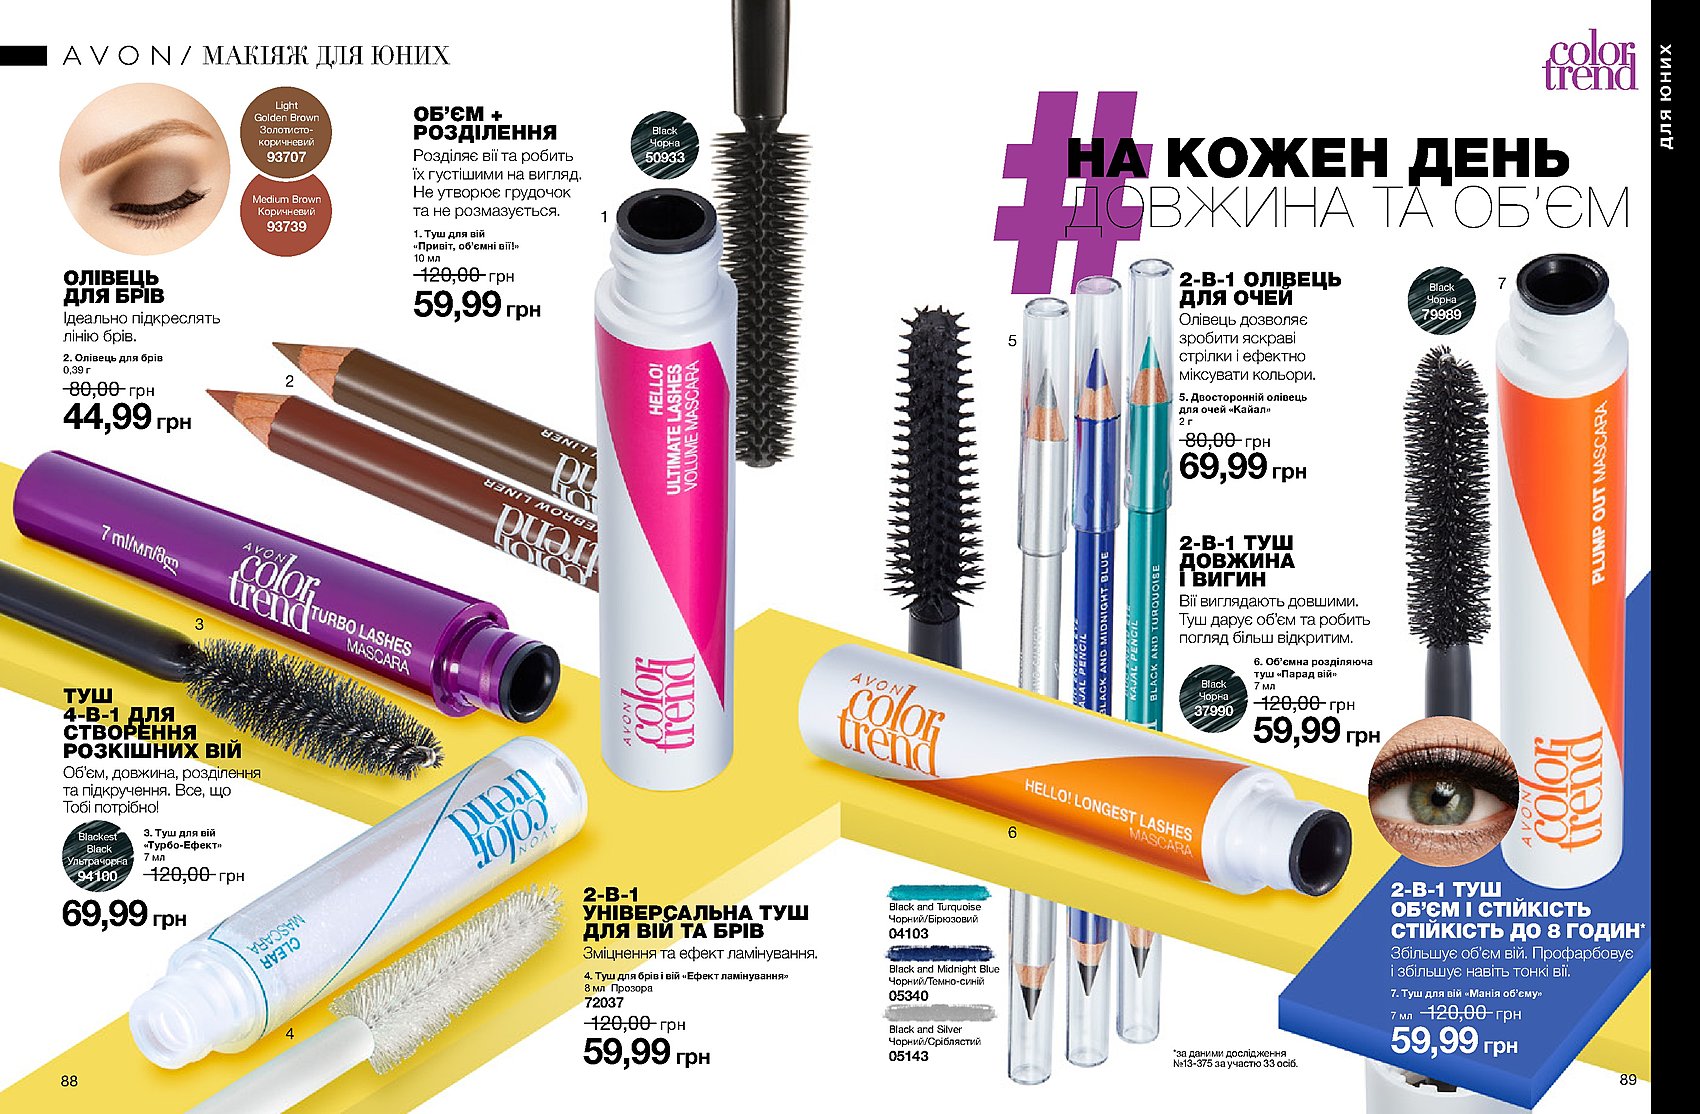 AVON/ МАКІЯЖ ДЛЯ ЮНИХ
Light
Golden Brown
Золотисто-
коричневий
93707
Medium Brown
Коричневий
93739
ОЛІВЕЦЬ
ДЛЯ БРІВ
Ідеально підкреслять
лінію брів.
2. Олівець для брів
0,39 г
80,00 грн
44,99 грн
ОБ’ЄМ +
РОЗДІЛЕННЯ
Розділяє вії та робить
їх густішими на вигляд.
Не утворює грудочок
та не розмазується.
1. Туш для вій
«Привіт, об’ємні вії!»
10 мл
120,00 грн
59,99 грн
Black
Чорна
50933
1
2
LINER
color
trend
EYEBROW LINER
color
trend
HELLO!
ULTIMATE LASHES
VOLUME MASCARA
AVON
color
trend
7 ml/мл/მლ
AVON
color
trend
TURBO LASHES
MASCARA
3
ТУШ
4-В-1 ДЛЯ
СТВОРЕННЯ
РОЗКІШНИХ ВІЙ
Об’єм, довжина, розділення
та підкручення. Все, що
Тобі потрібно!
Blackest
Black
Ультрачорна
94100
3. Туш для вій
«Турбо-Ефект»
7 мл
120,00 грн
69,99 грн
AVON
color
trend
CLEAR
MASCARA
4
2-В-1
УНІВЕРСАЛЬНА ТУШ
ДЛЯ ВІЙ ТА БРІВ
Зміцнення та ефект ламінування.
4. Туш для брів і вій «Ефект ламінування»
8 мл Прозора
72037
120,00 грн
59,99 грн
88
color
trend
ДЛЯ ЮНИХ
#НА КОЖЕН ДЕНЬ
ДОВЖИНА ТА ОБ’ЄМ
5
2-В-1 ОЛІВЕЦЬ
ДЛЯ ОЧЕЙ
Олівець дозволяє
зробити яскраві
стрілки і ефектно
міксувати кольори.
5. Двосторонній олівець
для очей «Кайал»
2 г
80,00 грн
69,99 грн
KAJAL PENCIL
BLACK AND MIDNIGHT BLUE
KAJAL PENCIL
BLACK AND TURQUOISE
2-В-1 ТУШ
ДОВЖИНА
І ВИГИН
Вії виглядають довшими.
Туш дарує об’єм та робить
погляд більш відкритим.
Black
Чорна
37990
6. Об’ємна розділяюча
туш «Парад вій»
7 мл
120,00 грн
59,99 грн
AVON
color
trend
HELLO! LONGEST LASHES
MASCARA
6
Black and Turquoise
Чорний/Бірюзовий
04103
Black and Midnight Blue
Чорний/Темно-синій
05340
Black and Silver
Чорний/Сріблястий
05143
Black
Чорна
79989
7
PLUMP OUT MASCARA
AVON
color
trend
2-В-1 ТУШ
ОБ’ЄМ І СТІЙКІСТЬ
СТІЙКІСТЬ ДО 8 ГОДИН*
Збільшує об’єм вій. Профарбовує
і збільшує навіть тонкі вії.
7. Туш для вій «Манія об’єму»
7 мл 120,00 грн
59,99 грн
*за даними дослідження
№13-375 за участю 33 осіб.
89